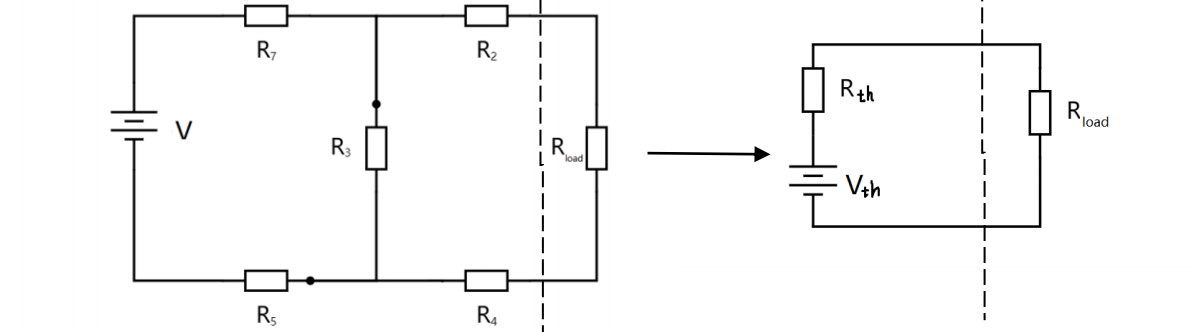 R₇
R₂
V
R₃
Rload
R₅
R₄
Rth
Vth
Rload